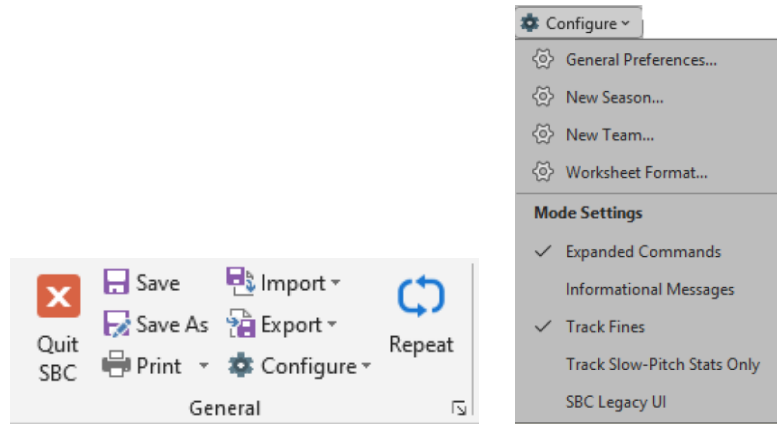 Quit
SBC
Save
Save As
Print
Import
Export
Configure
Repeat
General
Configure
General Preferences...
New Season...
New Team...
Worksheet Format...
Mode Settings
Expanded Commands
Informational Messages
Track Fines
Track Slow-Pitch Stats Only
SBC Legacy UI